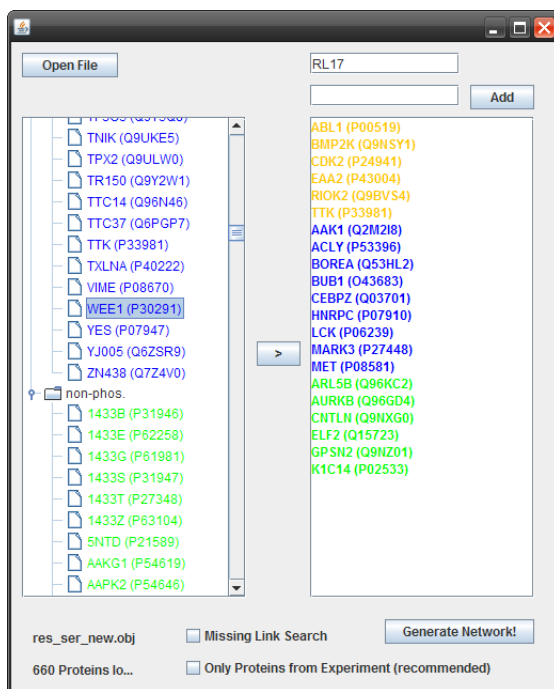 Open File
RL17
Add
TNIK (Q9UKE5)
TPX2 (Q9ULW0)
TR150 (Q9Y2W1)
TTC14 (Q96N46)
TTC37 (Q6PGP7)
TTK (P33981)
TXLNA (P40222)
VIME (P08670)
WEE1 (P30291)
YES (P07947)
YJ005 (Q6ZSR9)
ZN438 (Q7Z4V0)
non-phos.
1433B (P31946)
1433E (P62258)
1433G (P61981)
1433S (P31947)
1433T (P27348)
1433Z (P63104)
5NTD (P21589)
AAKG1 (P54619)
AAPK2 (P54646)
>
ABL1 (P00519)
BMP2K (Q9NSY1)
CDK2 (P24941)
EAA2 (P43004)
RIOK2 (Q9BVS4)
TTK (P33981)
AAK1 (Q2M2I8)
ACLY (P53396)
BOREA (Q53HL2)
BUB1 (O43683)
CEBPZ (Q03701)
HNRPC (P07910)
LCK (P06239)
MARK3 (P27448)
MET (P08581)
ARL5B (Q96KC2)
AURKB (Q96GD4)
CNTLN (Q9NXG0)
ELF2 (Q15723)
GPSN2 (Q9NZ01)
K1C14 (P02533)
res_ser_new.obj
Missing Link Search
Generate Network!
660 Proteins lo...
Only Proteins from Experiment (recommended)